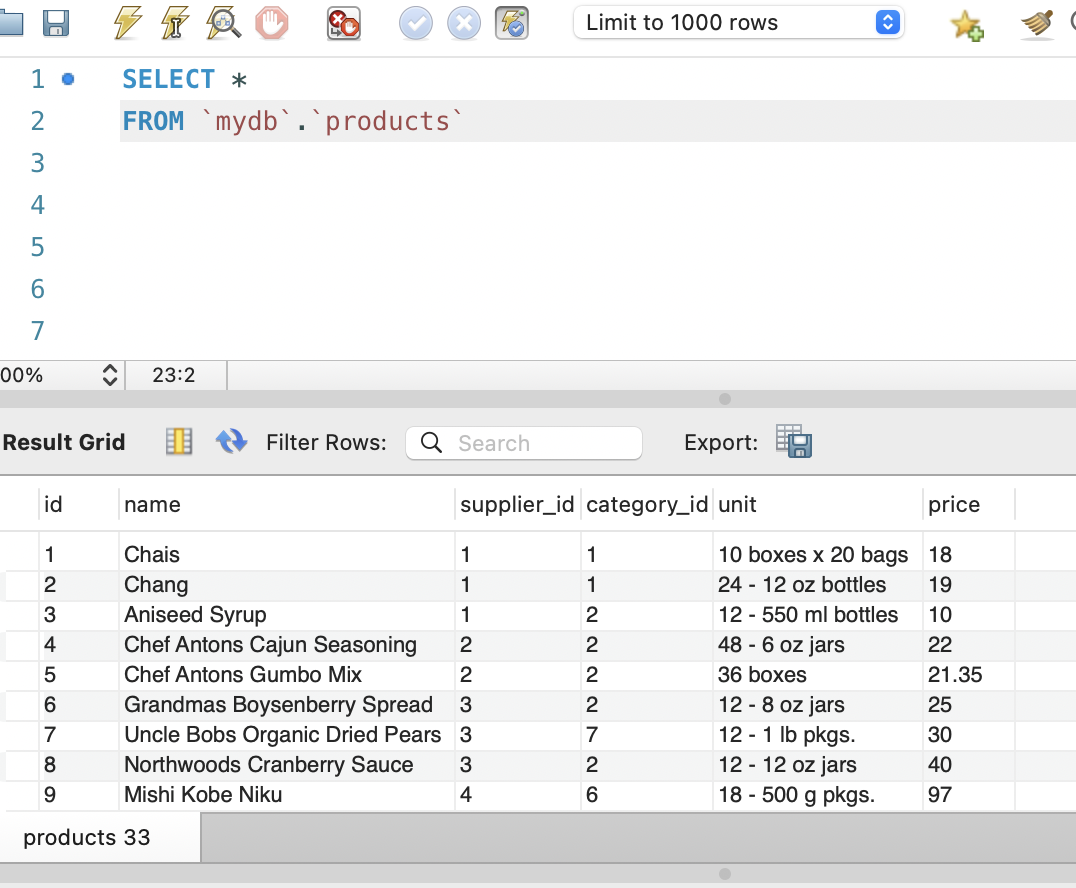 Limit to 1000 rows
1 SELECT *
2 FROM `mydb`.`products`
3
4
5
6
7
00% 23:2
Result Grid Filter Rows: Search Export:
id name supplier_id category_id unit price
1 Chais 1 1 10 boxes x 20 bags 18
2 Chang 1 1 24 - 12 oz bottles 19
3 Aniseed Syrup 1 2 12 - 550 ml bottles 10
4 Chef Antons Cajun Seasoning 2 2 48 - 6 oz jars 22
5 Chef Antons Gumbo Mix 2 2 36 boxes 21.35
6 Grandmas Boysenberry Spread 3 2 12 - 8 oz jars 25
7 Uncle Bobs Organic Dried Pears 3 7 12 - 1 lb pkgs. 30
8 Northwoods Cranberry Sauce 3 2 12 - 12 oz jars 40
9 Mishi Kobe Niku 4 6 18 - 500 g pkgs. 97
products 33